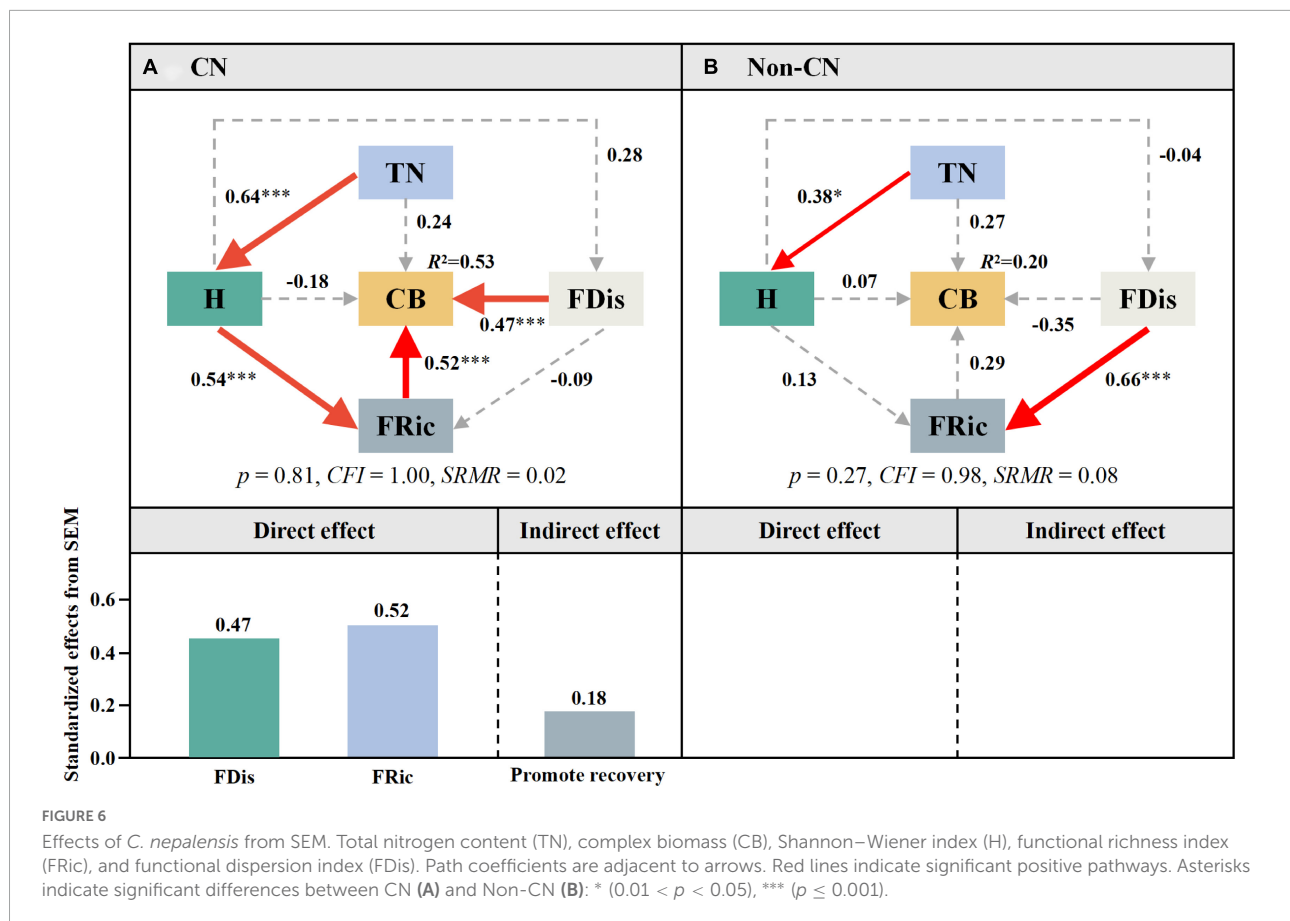 A CN
B Non-CN
0.28
TN
0.64***
0.24
R²=0.53
H
-0.18
CB
FDis
0.47***
0.52***
0.54***
-0.09
FRic
p = 0.81, CFI = 1.00, SRMR = 0.02
-0.04
TN
0.38*
0.27
R²=0.20
H
0.07
CB
FDis
-0.35
0.13
0.29
0.66***
FRic
p = 0.27, CFI = 0.98, SRMR = 0.08
Direct effect
Indirect effect
Direct effect
Indirect effect
Standardized effects from SEM
0.6
0.4
0.2
0.0
0.47
0.52
0.18
FDis
FRic
Promote recovery
FIGURE 6
Effects of C. nepalensis from SEM. Total nitrogen content (TN), complex biomass (CB), Shannon–Wiener index (H), functional richness index
(FRic), and functional dispersion index (FDis). Path coefficients are adjacent to arrows. Red lines indicate significant positive pathways. Asterisks
indicate significant differences between CN (A) and Non-CN (B): * (0.01 < p < 0.05), *** (p ≤ 0.001).